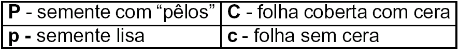 P - semente com “pêlos” C - folha coberta com cera
p - semente lisa c - folha sem cera